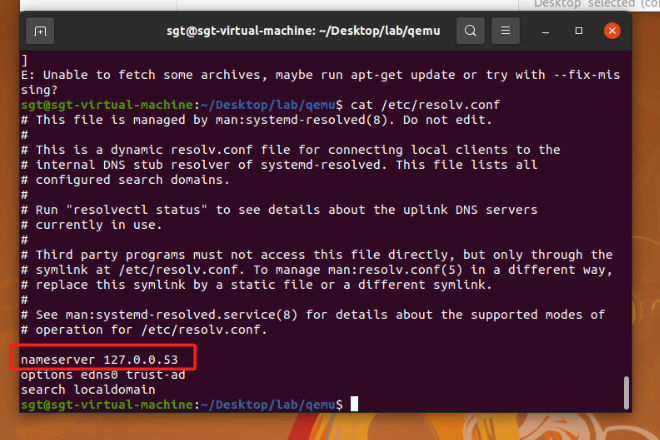 Desktop selected (co
sgt@sgt-virtual-machine: ~/Desktop/lab/qemu
]
E: Unable to fetch some archives, maybe run apt-get update or try with --fix-mis
sing?
sgt@sgt-virtual-machine:~/Desktop/lab/qemu$ cat /etc/resolv.conf
# This file is managed by man:systemd-resolved(8). Do not edit.
#
# This is a dynamic resolv.conf file for connecting local clients to the
# internal DNS stub resolver of systemd-resolved. This file lists all
# configured search domains.
#
# Run "resolvectl status" to see details about the uplink DNS servers
# currently in use.
#
# Third party programs must not access this file directly, but only through the
# symlink at /etc/resolv.conf. To manage man:resolv.conf(5) in a different way,
# replace this symlink by a static file or a different symlink.
#
# See man:systemd-resolved.service(8) for details about the supported modes of
# operation for /etc/resolv.conf.
nameserver 127.0.0.53
options edns0 trust-ad
search localdomain
sgt@sgt-virtual-machine:~/Desktop/lab/qemu$